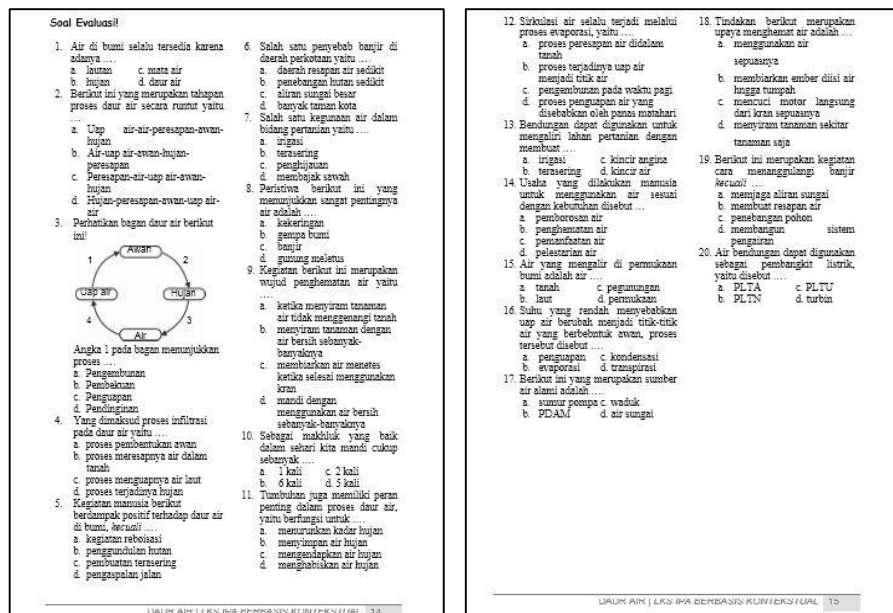 Soal Evaluasi!
1. Air di bumi selalu tersedia karena
adanya ....
a. lautan c. mata air
b. hujan d. daur air
2. Berikut ini yang merupakan tahapan
proses daur air secara runtut yaitu
....
a. Uap air-air-peresapan-awan-
hujan
b. Air-uap air-awan-hujan-
peresapan
c. Peresapan-air-uap air-awan-
hujan
d. Hujan-peresapan-awan-uap air-
air
3. Perhatikan bagan daur air berikut
ini!
Awan
1 2
Uap air Hujan
4 3
Air
Angka 1 pada bagan menunjukkan
proses ....
a. Pengembunan
b. Pembekuan
c. Penguapan
d. Pendinginan
4. Yang dimaksud proses infiltrasi
pada daur air yaitu ....
a. proses pembentukan awan
b. proses meresapnya air dalam
tanah
c. proses menguapnya air laut
d. proses terjadinya hujan
5. Kegiatan manusia berikut
berdampak positif terhadap daur air
di bumi, kecuali ....
a. kegiatan reboisasi
b. penggundulan hutan
c. pembuatan terasering
d. pengaspalan jalan
6. Salah satu penyebab banjir di
daerah perkotaan yaitu ....
a. daerah resapan air sedikit
b. penebangan hutan sedikit
c. aliran sungai besar
d. banyak taman kota
7. Salah satu kegunaan air dalam
bidang pertanian yaitu ....
a. irigasi
b. terasering
c. penghijauan
d. membajak sawah
8. Peristiwa berikut ini yang
menunjukkan sangat pentingnya
air adalah ....
a. kekeringan
b. gempa bumi
c. banjir
d. gunung meletus
9. Kegiatan berikut ini merupakan
wujud penghematan air yaitu
....
a. ketika menyiram tanaman
air tidak menggenangi tanah
b. menyiram tanaman dengan
air bersih sebanyak-
banyaknya
c. membiarkan air menetes
ketika selesai menggunakan
kran
d. mandi dengan
menggunakan air bersih
sebanyak-banyaknya
10. Sebagai makhluk yang baik
dalam sehari kita mandi cukup
sebanyak ....
a. 1 kali c. 2 kali
b. 6 kali d. 5 kali
11. Tumbuhan juga memiliki peran
penting dalam proses daur air,
yaitu berfungsi untuk ....
a. menurunkan kadar hujan
b. menyimpan air hujan
c. mengendapkan air hujan
d. menghabiskan air hujan
DAUR AIR | LKS IPA BERBASIS KONTEKSTUAL 14
12. Sirkulasi air selalu terjadi melalui
proses evaporasi, yaitu ....
a. proses peresapan air didalam
tanah
b. proses terjadinya uap air
menjadi titik air
c. pengembunan pada waktu pagi
d. proses penguapan air yang
disebabkan oleh panas matahari
13. Bendungan dapat digunakan untuk
mengaliri lahan pertanian dengan
membuat ....
a. irigasi c. kincir angina
b. terasering d. kincir air
14. Usaha yang dilakukan manusia
untuk menggunakan air sesuai
dengan kebutuhan disebut ...
a. pemborosan air
b. penghematan air
c. pemanfaatan air
d. pelestarian air
15. Air yang mengalir di permukaan
bumi adalah air ....
a. tanah c. pegunungan
b. laut d. permukaan
16. Suhu yang rendah menyebabkan
uap air berubah menjadi titik-titik
air yang berbebntuk awan, proses
tersebut disebut ....
a. penguapan c. kondensasi
b. evaporasi d. transpirasi
17. Berikut ini yang merupakan sumber
air alami adalah ....
a. sumur pompa c. waduk
b. PDAM d. air sungai
18. Tindakan berikut merupakan
upaya menghemat air adalah ....
a. menggunakan air
sepuasnya
b. membiarkan ember diisi air
hngga tumpah
c. mencuci motor langsung
dari kran sepuasnya
d. menyiram tanaman sekitar
tanaman saja
19. Berikut ini merupakan kegiatan
cara menanggulangi banjir
kecuali ....
a. memjaga aliran sungai
b. membuat resapan air
c. penebangan pohon
d. membangun sistem
pengairan
20. Air bendungan dapat digunakan
sebagai pembangkit listrik,
yaitu disebut ....
a. PLTA c. PLTU
b. PLTN d. turbin
DAUR AIR | LKS IPA BERBASIS KONTEKSTUAL 15